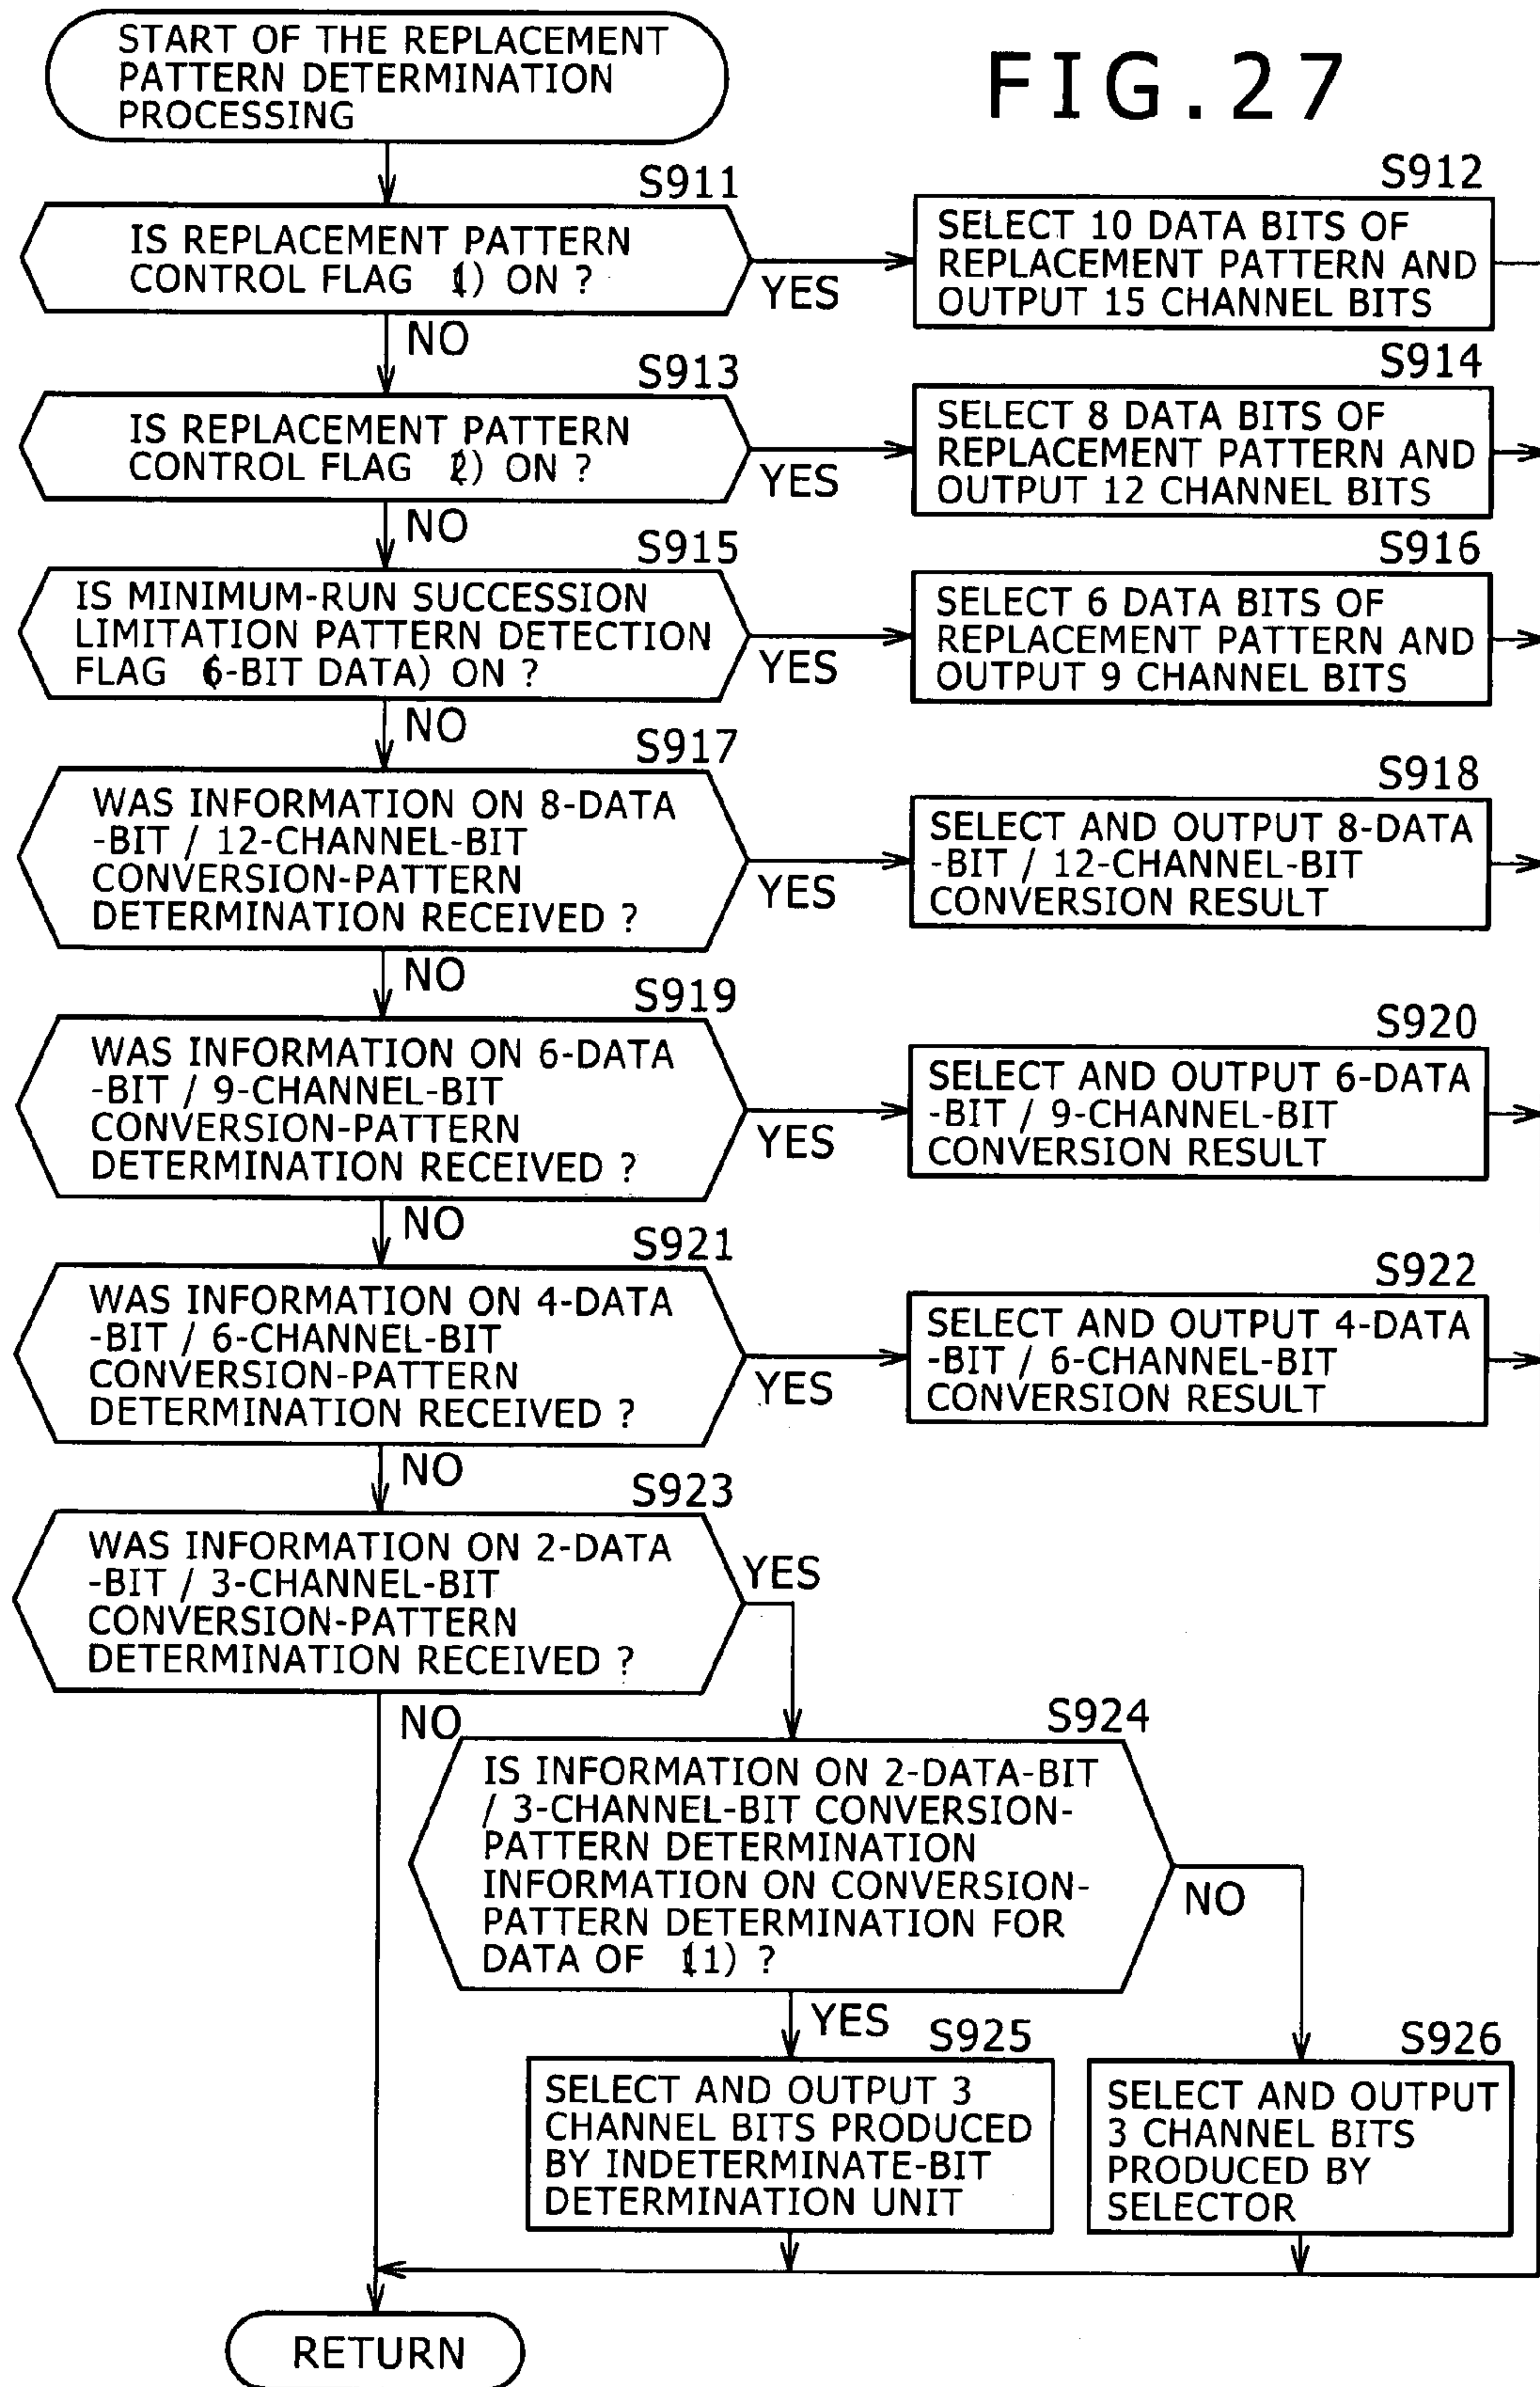 START OF THE REPLACEMENT
PATTERN DETERMINATION
PROCESSING
FIG.27
S911
IS REPLACEMENT PATTERN
CONTROL FLAG (1) ON ?
YES
NO
S912
SELECT 10 DATA BITS OF
REPLACEMENT PATTERN AND
OUTPUT 15 CHANNEL BITS
S913
IS REPLACEMENT PATTERN
CONTROL FLAG (2) ON ?
YES
NO
S914
SELECT 8 DATA BITS OF
REPLACEMENT PATTERN AND
OUTPUT 12 CHANNEL BITS
S915
IS MINIMUM-RUN SUCCESSION
LIMITATION PATTERN DETECTION
FLAG (6-BIT DATA) ON ?
YES
NO
S916
SELECT 6 DATA BITS OF
REPLACEMENT PATTERN AND
OUTPUT 9 CHANNEL BITS
S917
WAS INFORMATION ON 8-DATA
-BIT / 12-CHANNEL-BIT
CONVERSION-PATTERN
DETERMINATION RECEIVED ?
YES
NO
S918
SELECT AND OUTPUT 8-DATA
-BIT / 12-CHANNEL-BIT
CONVERSION RESULT
S919
WAS INFORMATION ON 6-DATA
-BIT / 9-CHANNEL-BIT
CONVERSION-PATTERN
DETERMINATION RECEIVED ?
YES
NO
S920
SELECT AND OUTPUT 6-DATA
-BIT / 9-CHANNEL-BIT
CONVERSION RESULT
S921
WAS INFORMATION ON 4-DATA
-BIT / 6-CHANNEL-BIT
CONVERSION-PATTERN
DETERMINATION RECEIVED ?
YES
NO
S922
SELECT AND OUTPUT 4-DATA
-BIT / 6-CHANNEL-BIT
CONVERSION RESULT
S923
WAS INFORMATION ON 2-DATA
-BIT / 3-CHANNEL-BIT
CONVERSION-PATTERN
DETERMINATION RECEIVED ?
YES
NO
S924
IS INFORMATION ON 2-DATA-BIT
/ 3-CHANNEL-BIT CONVERSION-
PATTERN DETERMINATION
INFORMATION ON CONVERSION-
PATTERN DETERMINATION FOR
DATA OF (11) ?
NO
YES
S925
SELECT AND OUTPUT 3
CHANNEL BITS PRODUCED
BY INDETERMINATE-BIT
DETERMINATION UNIT
S926
SELECT AND OUTPUT
3 CHANNEL BITS
PRODUCED BY
SELECTOR
RETURN